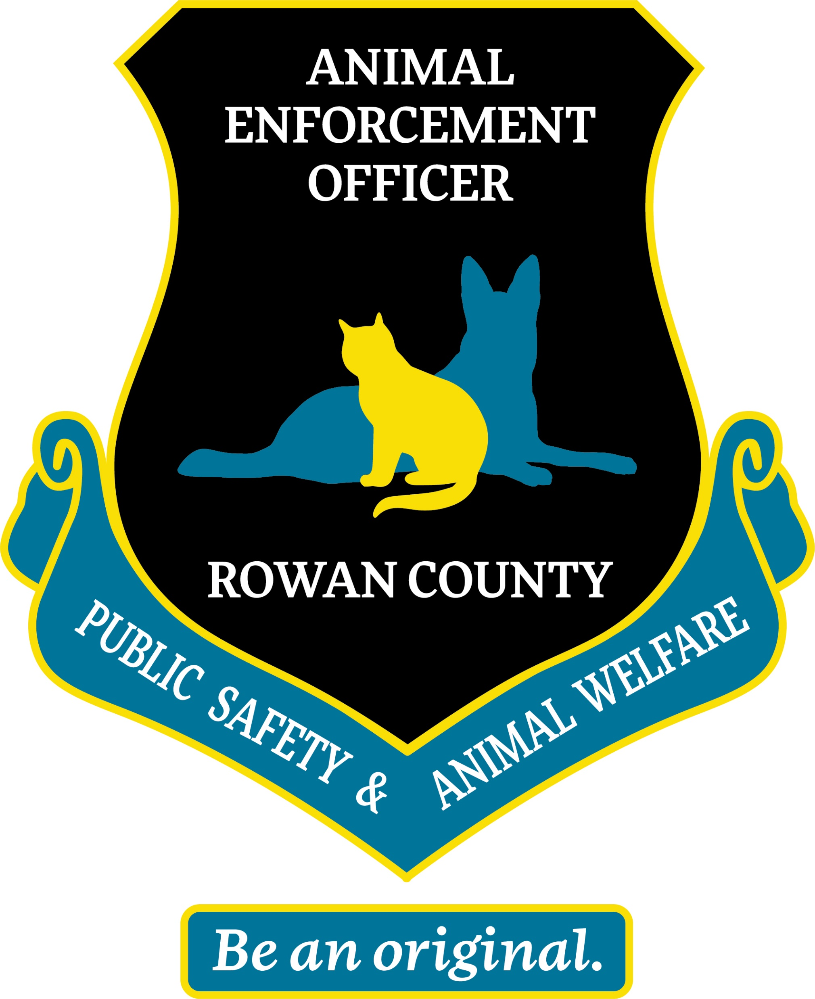 ANIMAL
ENFORCEMENT
OFFICER
ROWAN COUNTY
PUBLIC SAFETY & ANIMAL WELFARE
Be an original.